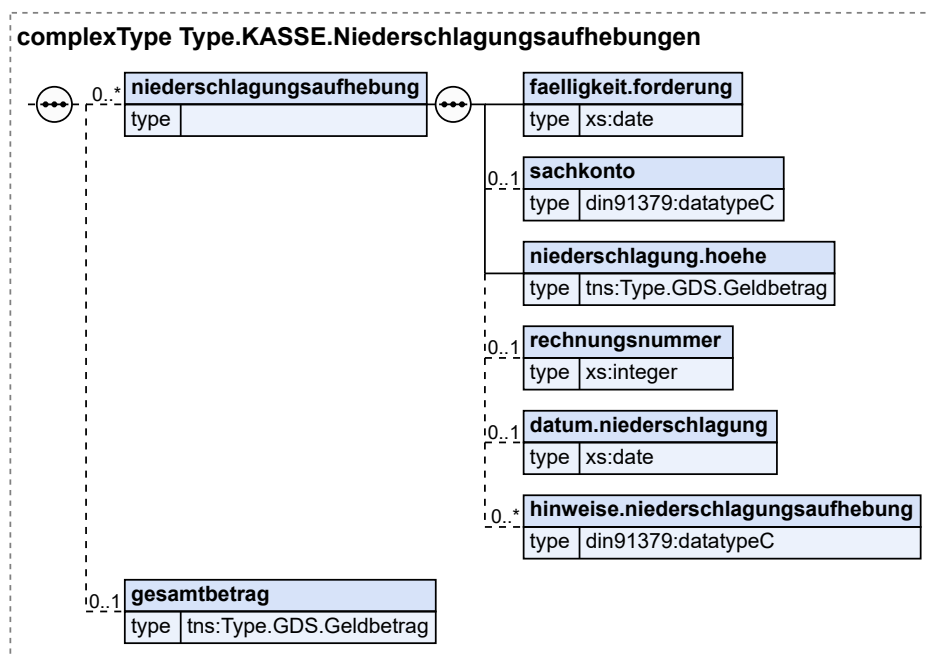 complexType Type.KASSE.Niederschlagungsaufhebungen
0..* niederschlagungsaufhebung
type
faelligkeit.forderung
type xs:date
0..1 sachkonto
type din91379:datatypeC
niederschlagung.hoehe
type tns:Type.GDS.Geldbetrag
0..1 rechnungsnummer
type xs:integer
0..1 datum.niederschlagung
type xs:date
0..* hinweise.niederschlagungsaufhebung
type din91379:datatypeC
0..1 gesamtbetrag
type tns:Type.GDS.Geldbetrag